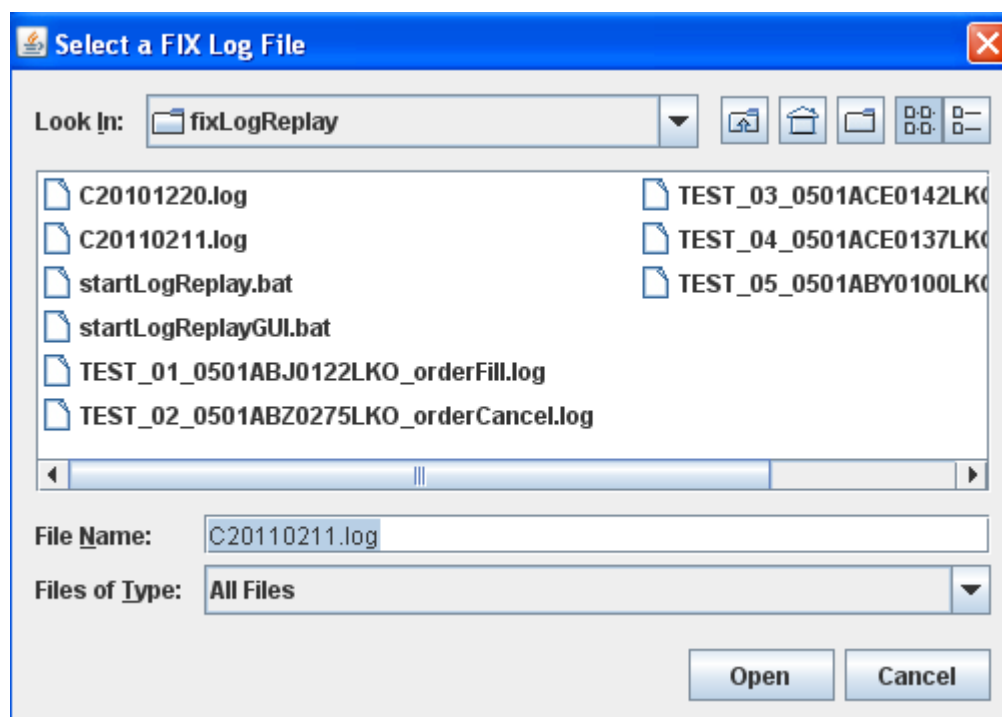 Select a FIX Log File
Look In: fixLogReplay
C20101220.log
C20110211.log
startLogReplay.bat
startLogReplayGUI.bat
TEST_01_0501ABJ0122LKO_orderFill.log
TEST_02_0501ABZ0275LKO_orderCancel.log
TEST_03_0501ACE0142LK
TEST_04_0501ACE0137LK
TEST_05_0501ABY0100LK
File Name: C20110211.log
Files of Type: All Files
Open Cancel